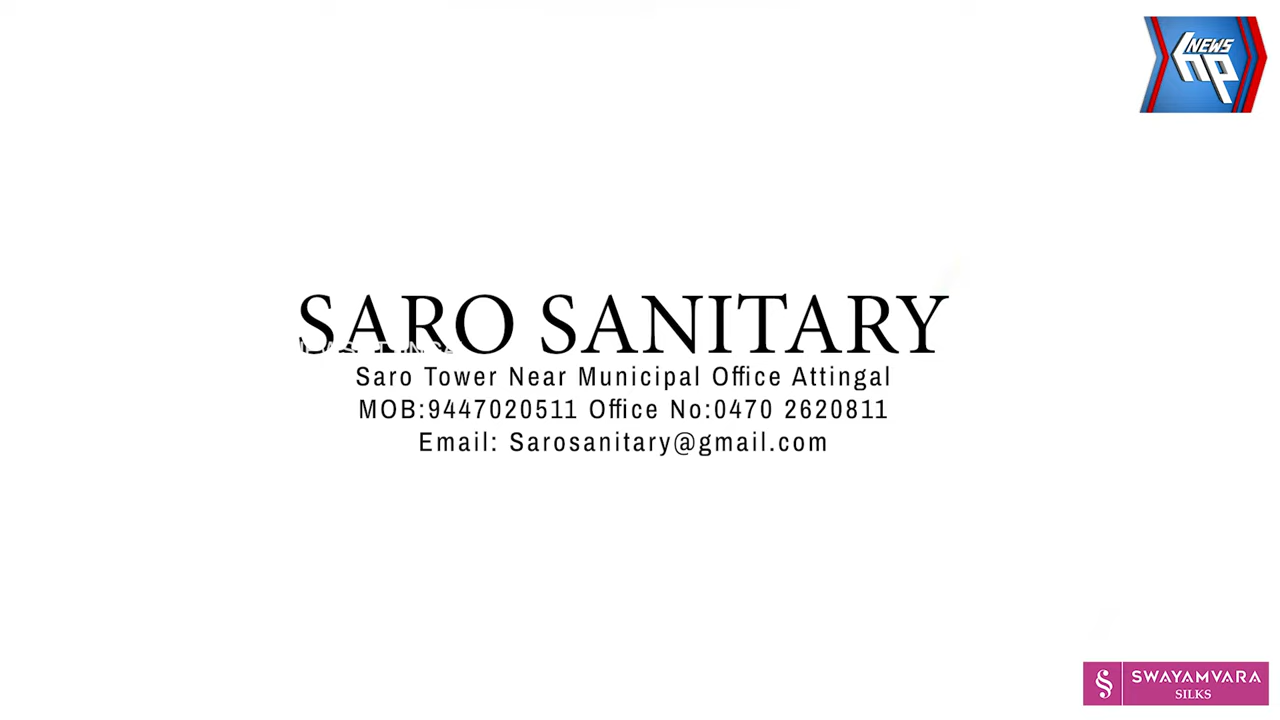 NEWS
np
SARO SANITARY
Saro Tower Near Municipal Office Attingal
MOB:9447020511 Office No:0470 2620811
Email: Sarosanitary@gmail.com
SWAYAMVARA
SILKS